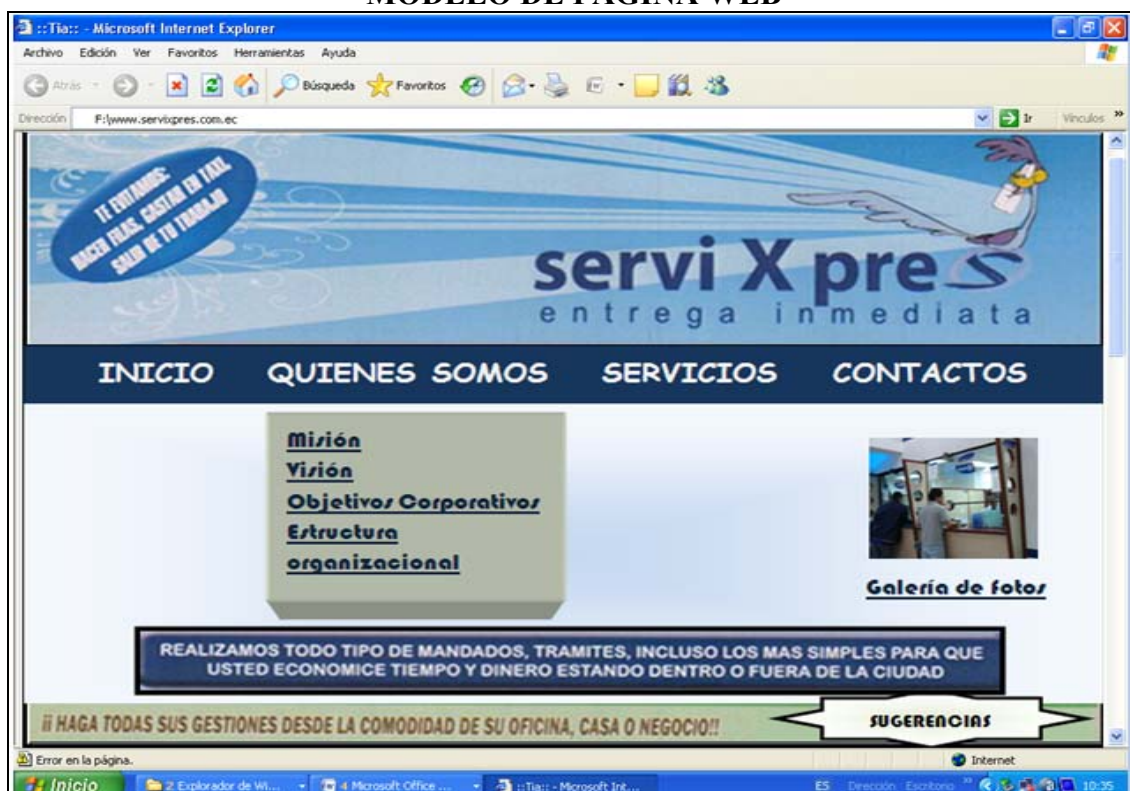 MODELO DE PÁGINA WEB
::Tia:: - Microsoft Internet Explorer
Archivo Edición Ver Favoritos Herramientas Ayuda
Atrás Búsqueda Favoritos
Dirección F:\www.servixpres.com.ec Ir Vínculos »
TE EVITAMOS:
HACER FILAS, GASTAR EN TAXI,
SALIR DE TU TRABAJO
servi Xpres
entrega inmediata
INICIO QUIENES SOMOS SERVICIOS CONTACTOS
Misión
Visión
Objetivos Corporativos
Estructura
organizacional
Galería de fotos
REALIZAMOS TODO TIPO DE MANDADOS, TRAMITES, INCLUSO LOS MAS SIMPLES PARA QUE
USTED ECONOMICE TIEMPO Y DINERO ESTANDO DENTRO O FUERA DE LA CIUDAD
¡¡ HAGA TODAS SUS GESTIONES DESDE LA COMODIDAD DE SU OFICINA, CASA O NEGOCIO!!
SUGERENCIAS
Error en la página. Internet
Inicio 2 Explorador de Wi... 4 Microsoft Office ... ::Tia:: - Microsoft Int... ES Dirección Escritorio » 10:35